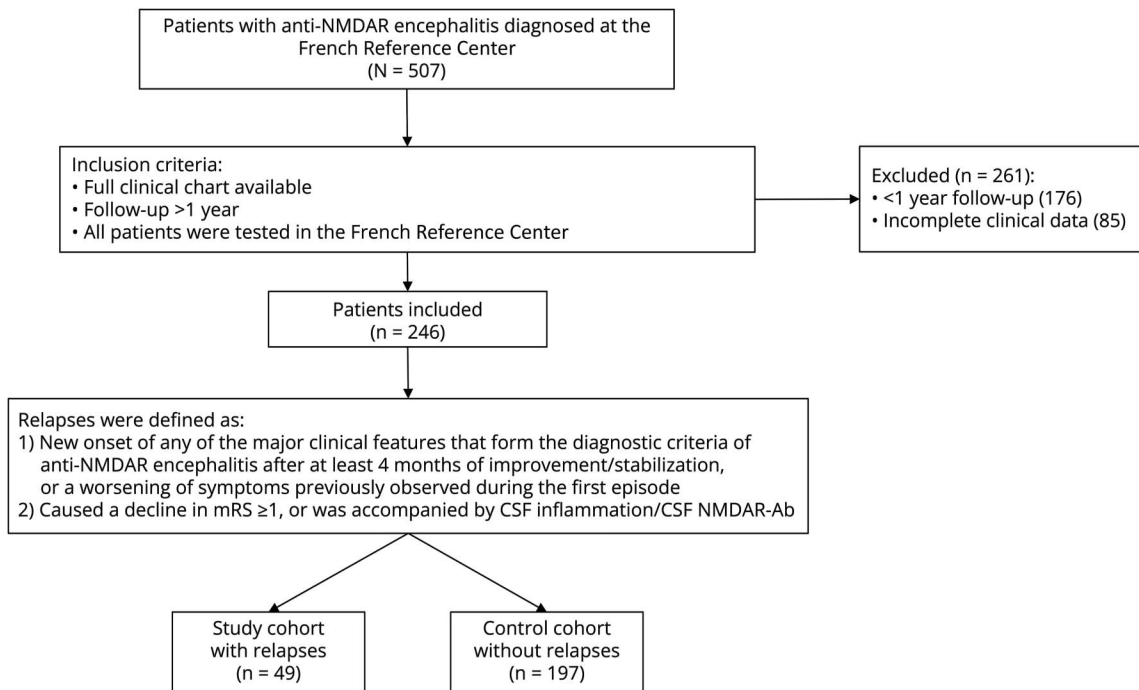 Patients with anti-NMDAR encephalitis diagnosed at the
French Reference Center
(N = 507)
Inclusion criteria:
• Full clinical chart available
• Follow-up >1 year
• All patients were tested in the French Reference Center
Excluded (n = 261):
• <1 year follow-up (176)
• Incomplete clinical data (85)
Patients included
(n = 246)
Relapses were defined as:
1) New onset of any of the major clinical features that form the diagnostic criteria of
anti-NMDAR encephalitis after at least 4 months of improvement/stabilization,
or a worsening of symptoms previously observed during the first episode
2) Caused a decline in mRS ≥1, or was accompanied by CSF inflammation/CSF NMDAR-Ab
Study cohort
with relapses
(n = 49)
Control cohort
without relapses
(n = 197)